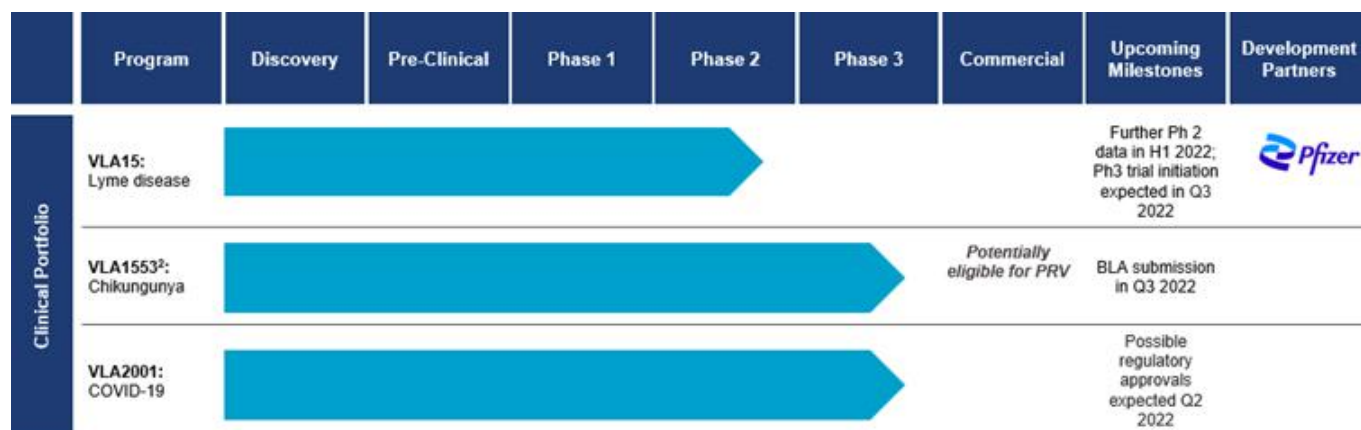 Program
Discovery
Pre-Clinical
Phase 1
Phase 2
Phase 3
Commercial
Upcoming
Milestones
Development
Partners
Clinical Portfolio
VLA15:
Lyme disease
Further Ph 2
data in H1 2022;
Ph3 trial initiation
expected in Q3
2022
Pfizer
VLA1553²:
Chikungunya
Potentially
eligible for PRV
BLA submission
in Q3 2022
VLA2001:
COVID-19
Possible
regulatory
approvals
expected Q2
2022